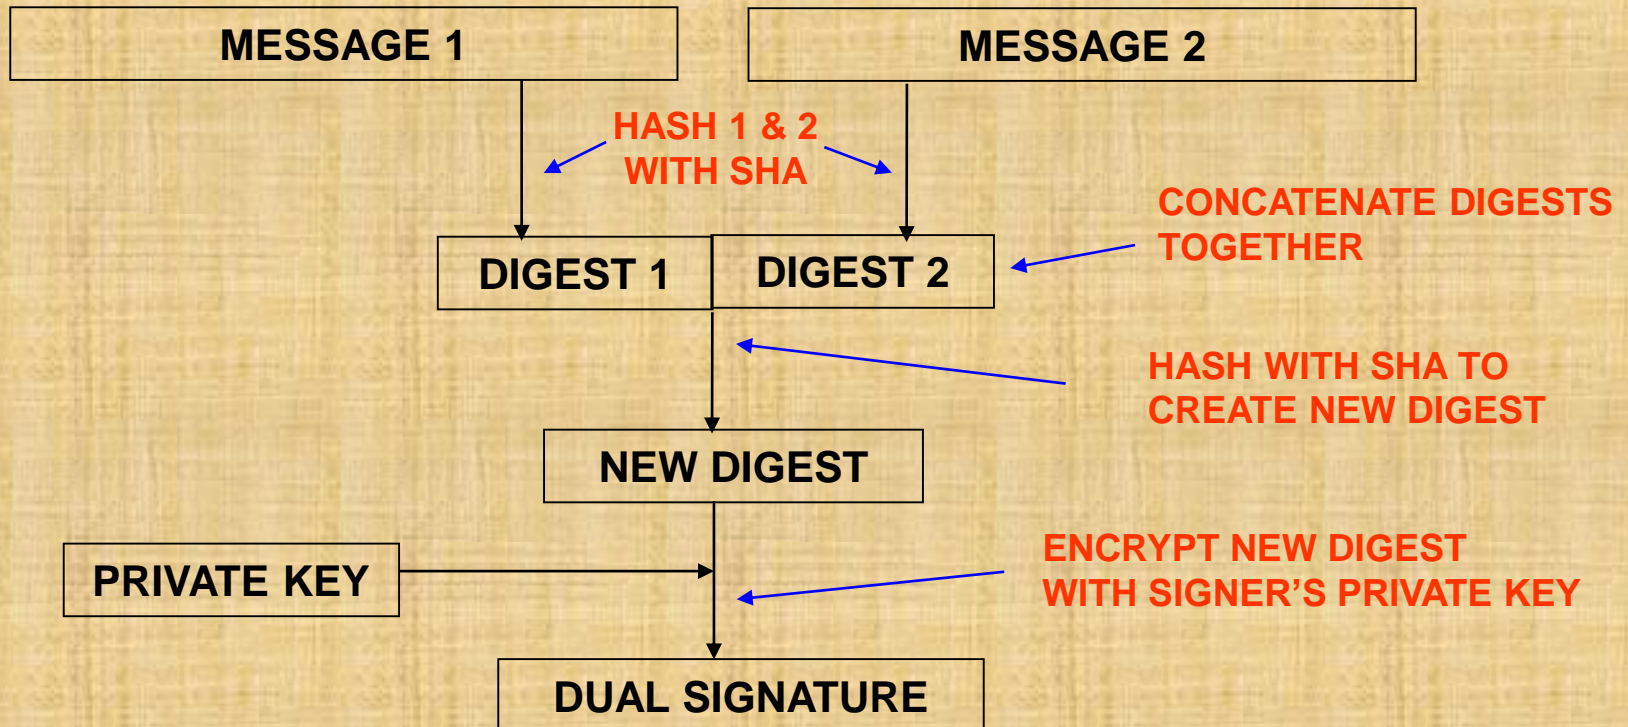 MESSAGE 1
MESSAGE 2
HASH 1 & 2
WITH SHA
CONCATENATE DIGESTS
TOGETHER
DIGEST 1
DIGEST 2
HASH WITH SHA TO
CREATE NEW DIGEST
NEW DIGEST
ENCRYPT NEW DIGEST
WITH SIGNER’S PRIVATE KEY
PRIVATE KEY
DUAL SIGNATURE